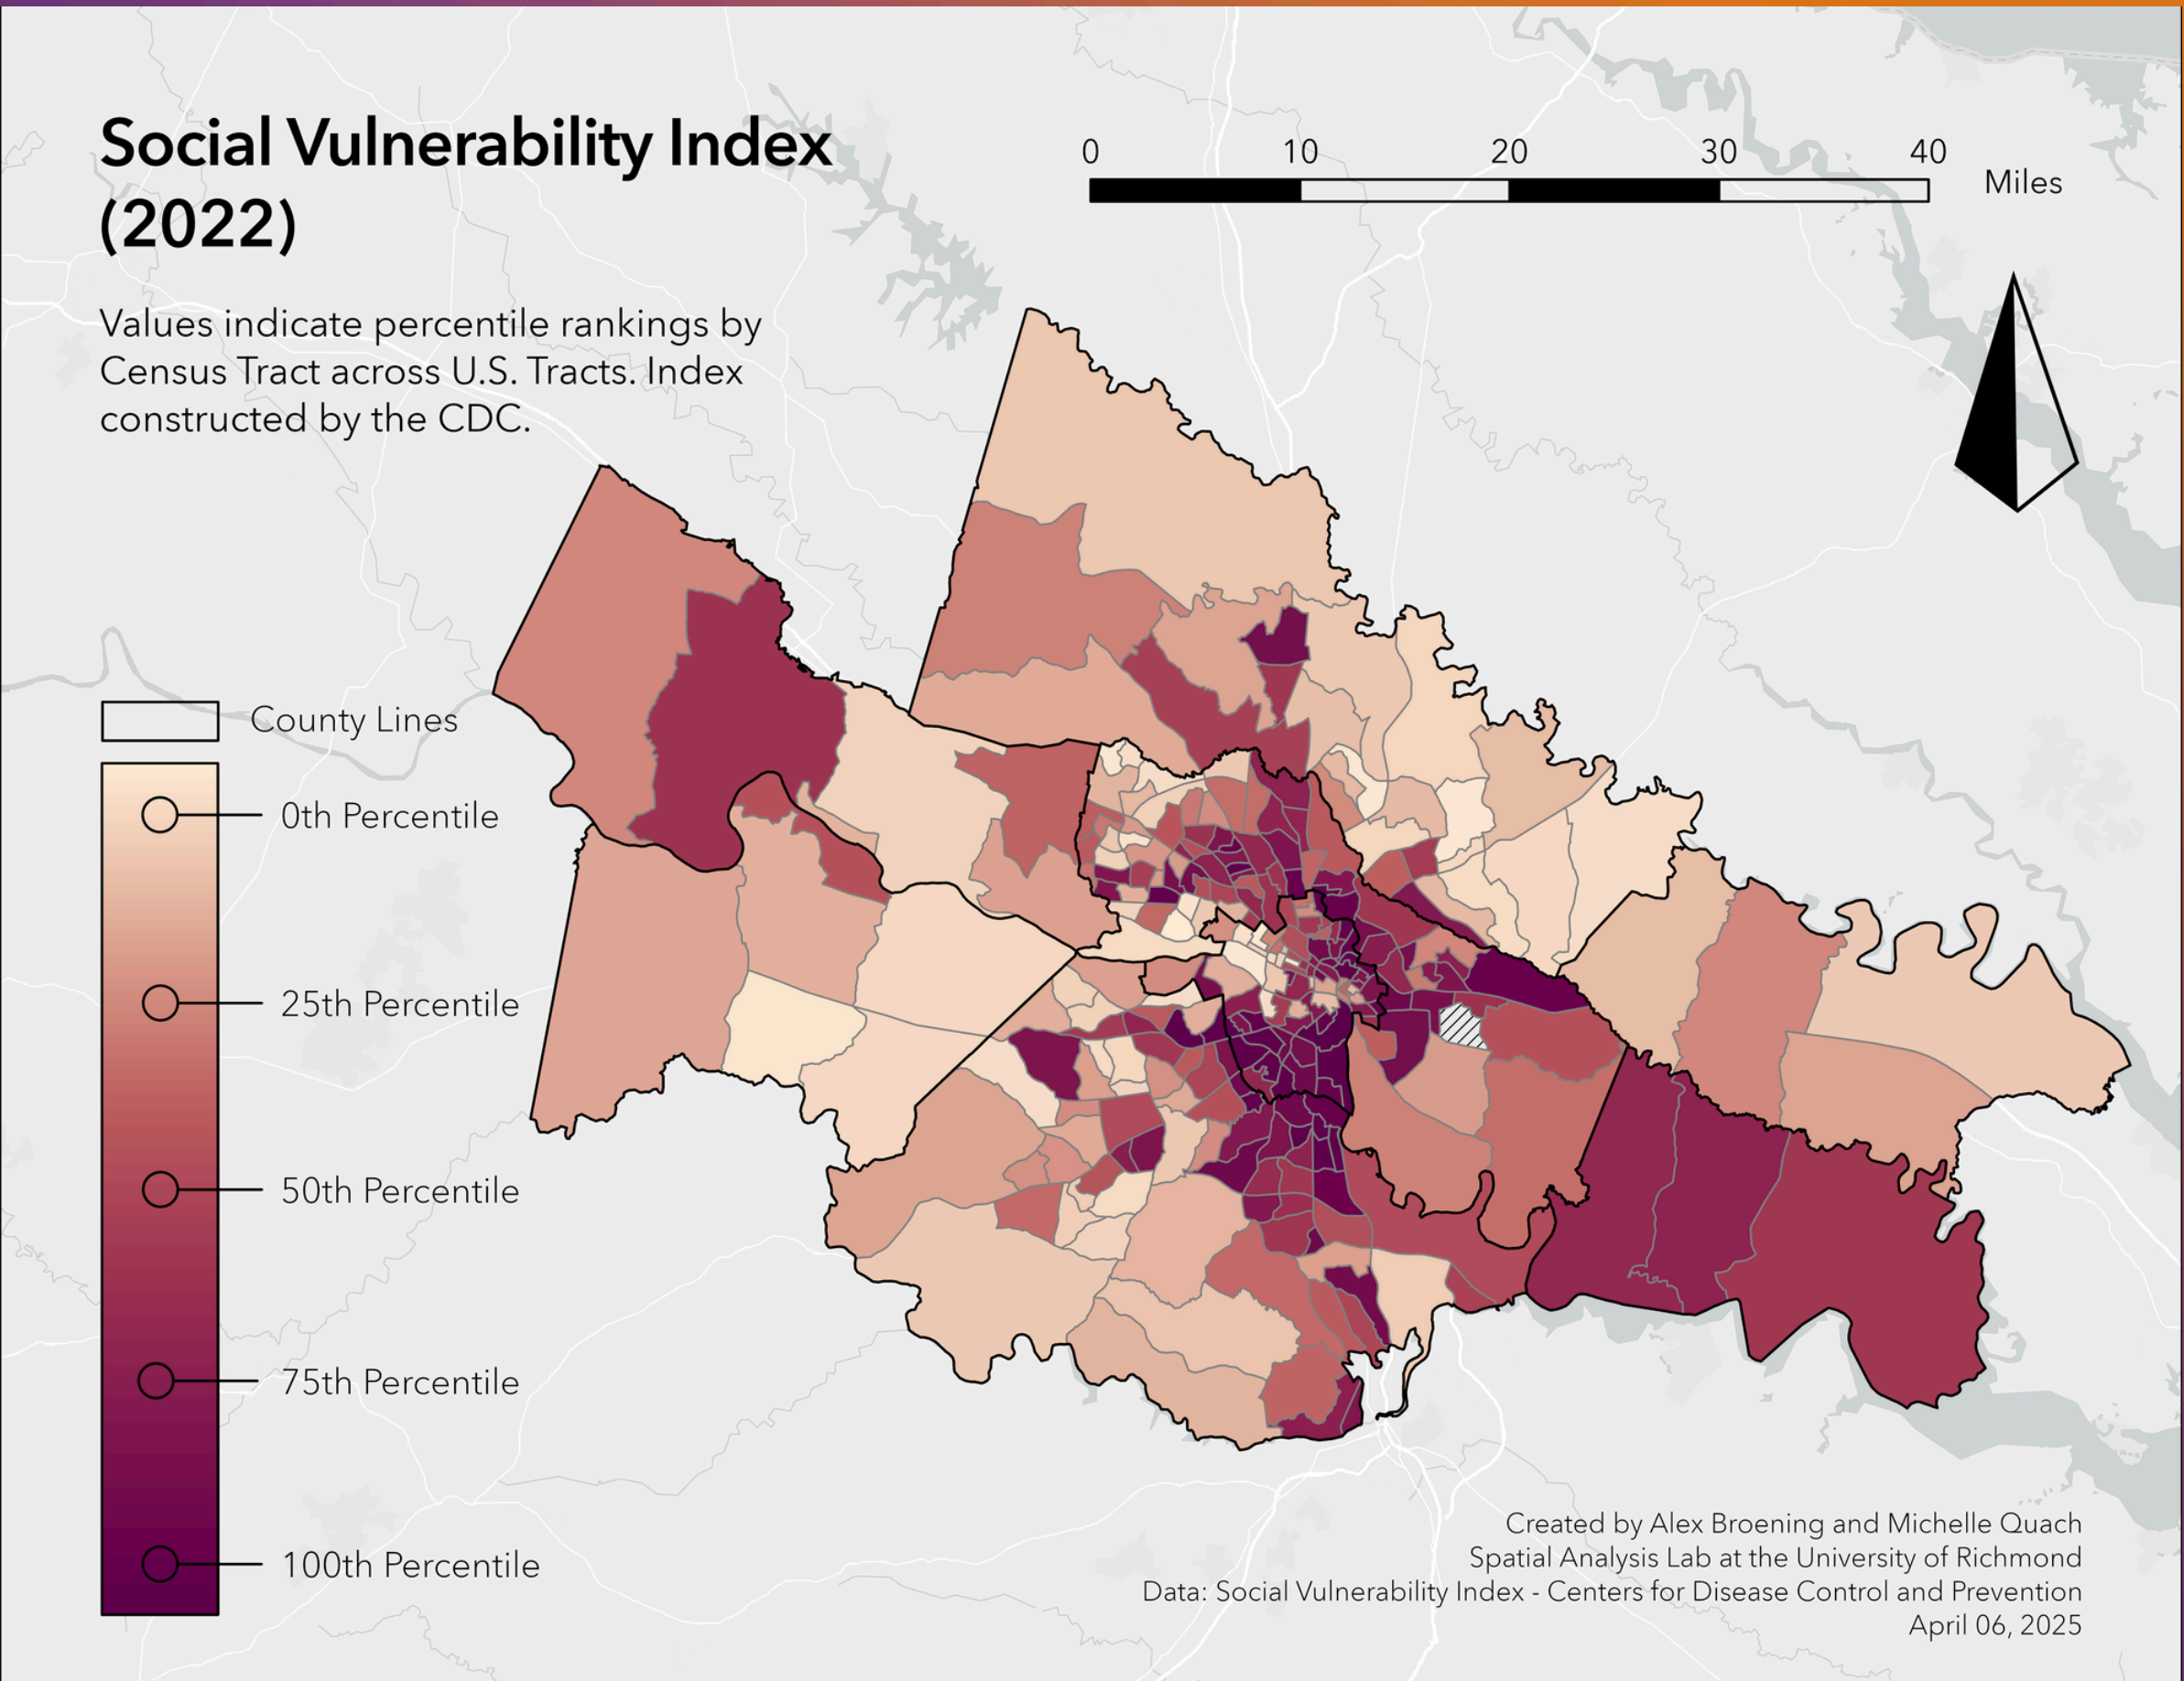 Social Vulnerability Index
(2022)
Values indicate percentile rankings by
Census Tract across U.S. Tracts. Index
constructed by the CDC.
0 10 20 30 40
Miles
County Lines
0th Percentile
25th Percentile
50th Percentile
75th Percentile
100th Percentile
Created by Alex Broening and Michelle Quach
Spatial Analysis Lab at the University of Richmond
Data: Social Vulnerability Index - Centers for Disease Control and Prevention
April 06, 2025